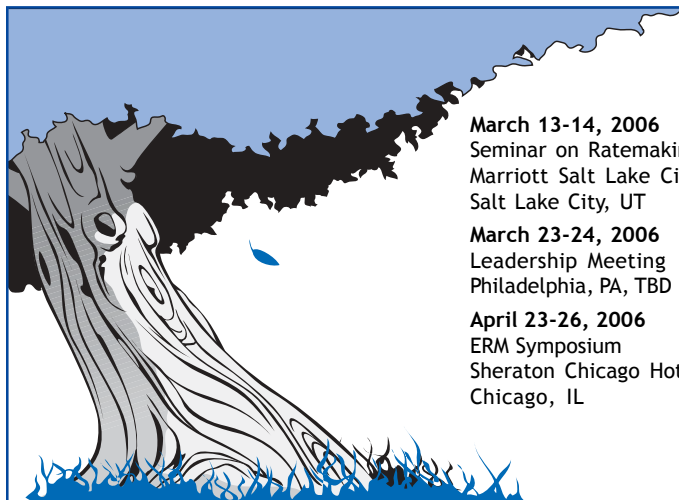 March 13-14, 2006
Seminar on Ratemakin
Marriott Salt Lake Ci
Salt Lake City, UT
March 23-24, 2006
Leadership Meeting
Philadelphia, PA, TBD
April 23-26, 2006
ERM Symposium
Sheraton Chicago Hot
Chicago, IL